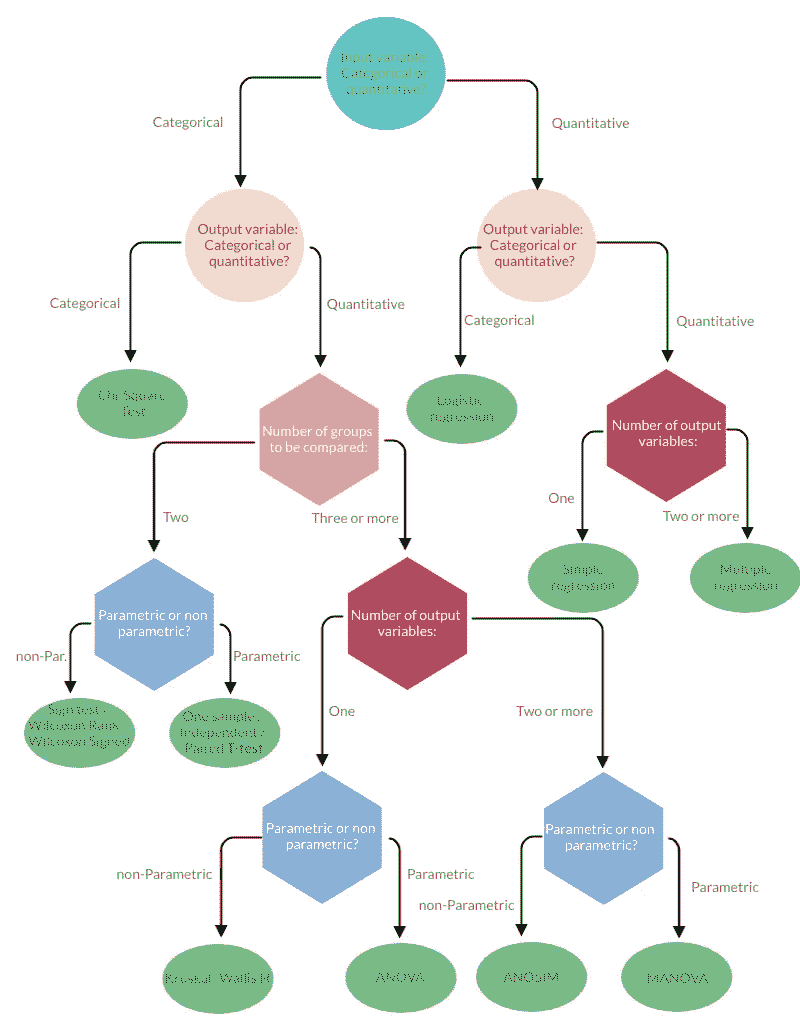 Input variable:
Categorical or
quantitative?
Categorical
Quantitative
Output variable:
Categorical or
quantitative?
Output variable:
Categorical or
quantitative?
Categorical
Quantitative
Categorical
Quantitative
Chi-Square
Test
Number of groups
to be compared:
Logistic
regression
Number of output
variables:
Two
Three or more
One
Two or more
Simple
regression
Multiple
regression
Parametric or non
parametric?
Number of output
variables:
non-Par.
Parametric
One
Two or more
Sign test /
Wilcoxon Rank
Wilcoxon Signed
One sample /
Independent /
Paired T-test
Parametric or non
parametric?
Parametric or non
parametric?
non-Parametric
Parametric
non-Parametric
Parametric
Kruskal-Wallis H
ANOVA
ANOSIM
MANOVA